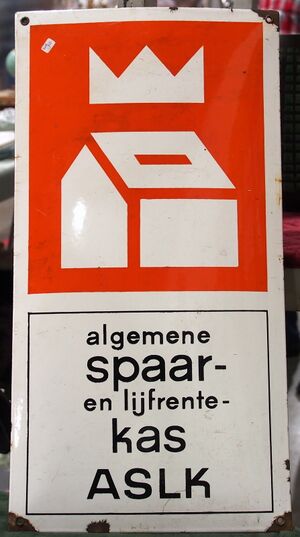 algemene
spaar-
en lijfrente-
kas
ASLK